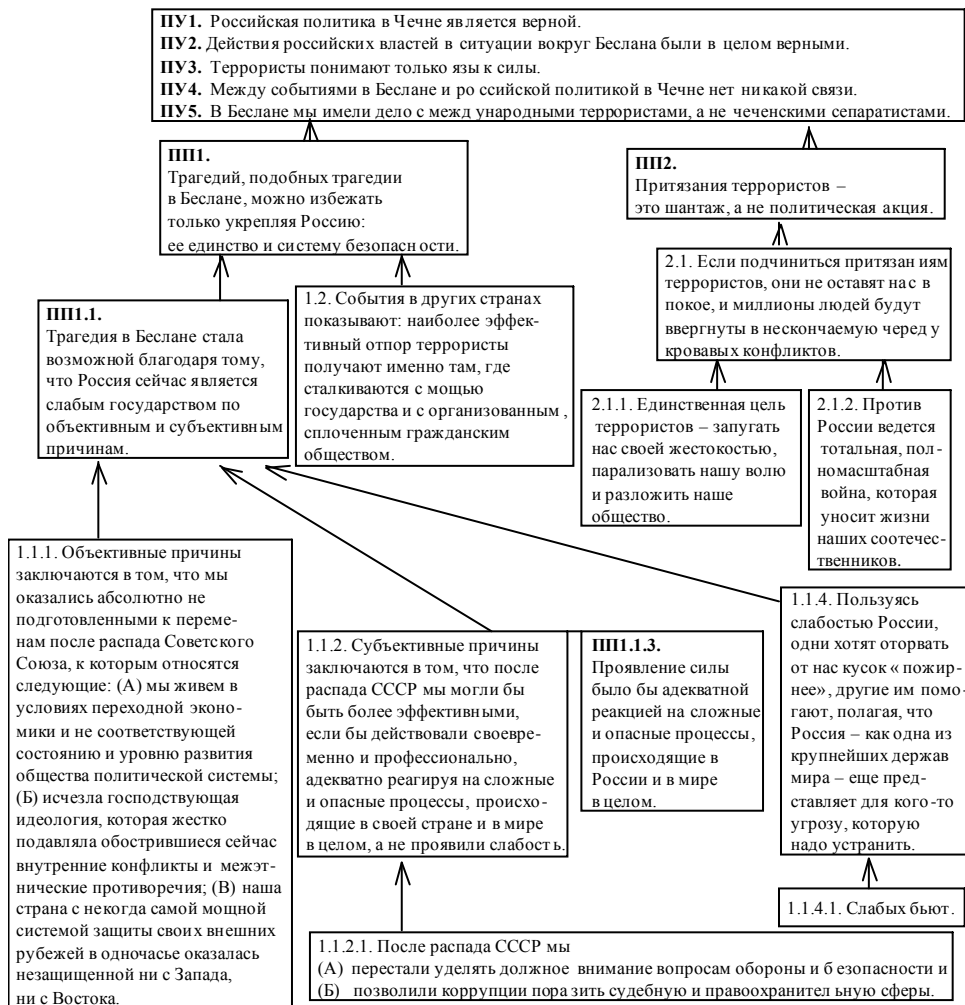 ПУ1. Российская политика в Чечне является верной.
ПУ2. Действия российских властей в ситуации вокруг Беслана были в целом верными.
ПУ3. Террористы понимают только язы к силы.
ПУ4. Между событиями в Беслане и ро ссийской политикой в Чечне нет никакой связи.
ПУ5. В Беслане мы имели дело с межд ународными террористами, а не чеченскими сепаратистами.
ПП1.
Трагедий, подобных трагедии
в Беслане, можно избежать
только укрепляя Россию:
ее единство и систему безопасн ости.
ПП2.
Притязания террористов –
это шантаж, а не политическая акция.
ПП1.1.
Трагедия в Беслане стала
возможной благодаря тому,
что Россия сейчас является
слабым государством по
объективным и субъективным
причинам.
1.2. События в других странах
показывают: наиболее эффек-
тивный отпор террористы
получают именно там, где
сталкиваются с мощью
государства и с организованным ,
сплоченным гражданским
обществом.
2.1. Если подчиниться притязан иям
террористов, они не оставят нас в
покое, и миллионы людей будут
ввергнуты в нескончаемую черед у
кровавых конфликтов.
2.1.1. Единственная цель
террористов – запугать
нас своей жестокостью,
парализовать нашу волю
и разложить наше
общество.
2.1.2. Против
России ведется
тотальная, пол-
номасштабная
война, которая
уносит жизни
наших соотечес-
твенников.
1.1.1. Объективные причины
заключаются в том, что мы
оказались абсолютно не
подготовленными к переме-
нам после распада Советского
Союза, к которым относятся
следующие: (А) мы живем в
условиях переходной эконо-
мики и не соответствующей
состоянию и уровню развития
общества политической системы;
(Б) исчезла господствующая
идеология, которая жестко
подавляла обострившиеся сейчас
внутренние конфликты и межэт-
нические противоречия; (В) наша
страна с некогда самой мощной
системой защиты своих внешних
рубежей в одночасье оказалась
незащищенной ни с Запада,
ни с Востока.
1.1.2. Субъективные причины
заключаются в том, что после
распада СССР мы могли бы
быть более эффективными,
если бы действовали своевре-
менно и профессионально,
адекватно реагируя на сложные
и опасные процессы, происхо-
дящие в своей стране и в мире
в целом, а не проявили слабост ь.
ПП1.1.3.
Проявление силы
было бы адекватной
реакцией на сложные
и опасные процессы,
происходящие в
России и в мире
в целом.
1.1.4. Пользуясь
слабостью России,
одни хотят оторвать
от нас кусок « пожир-
нее», другие им помо-
гают, полагая, что
Россия – как одна из
крупнейших держав
мира – еще пред-
ставляет для кого-то
угрозу, которую
надо устранить.
1.1.4.1. Слабых бьют.
1.1.2.1. После распада СССР мы
(А) перестали уделять должное внимание вопросам обороны и б езопасности и
(Б) позволили коррупции пора зить судебную и правоохранител ьную сферы.